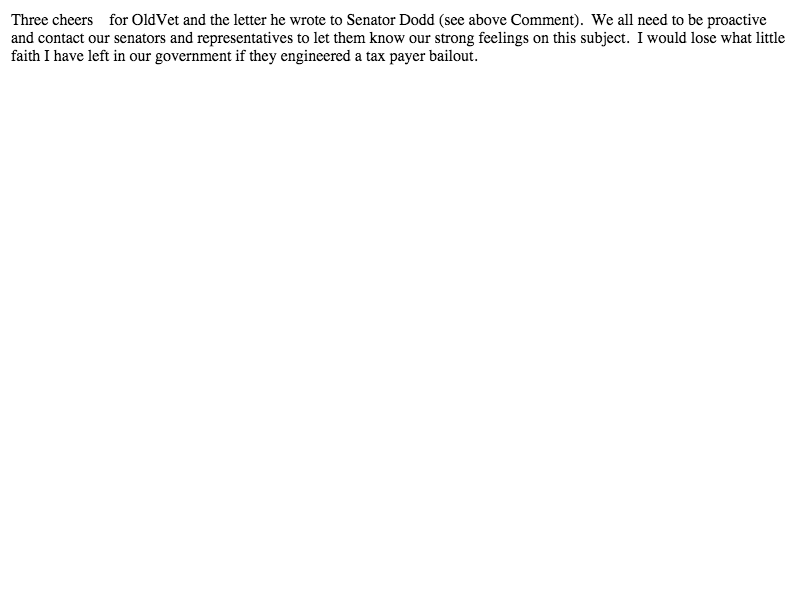 Three cheers    for OldVet and the letter he wrote to Senator Dodd (see above Comment).  We all need to be proactive
and contact our senators and representatives to let them know our strong feelings on this subject.  I would lose what little
faith I have left in our government if they engineered a tax payer bailout.